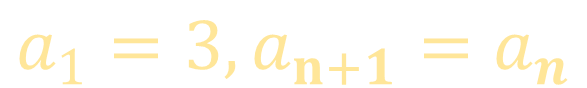 a₁ = 3, aₙ₊₁ = aₙ